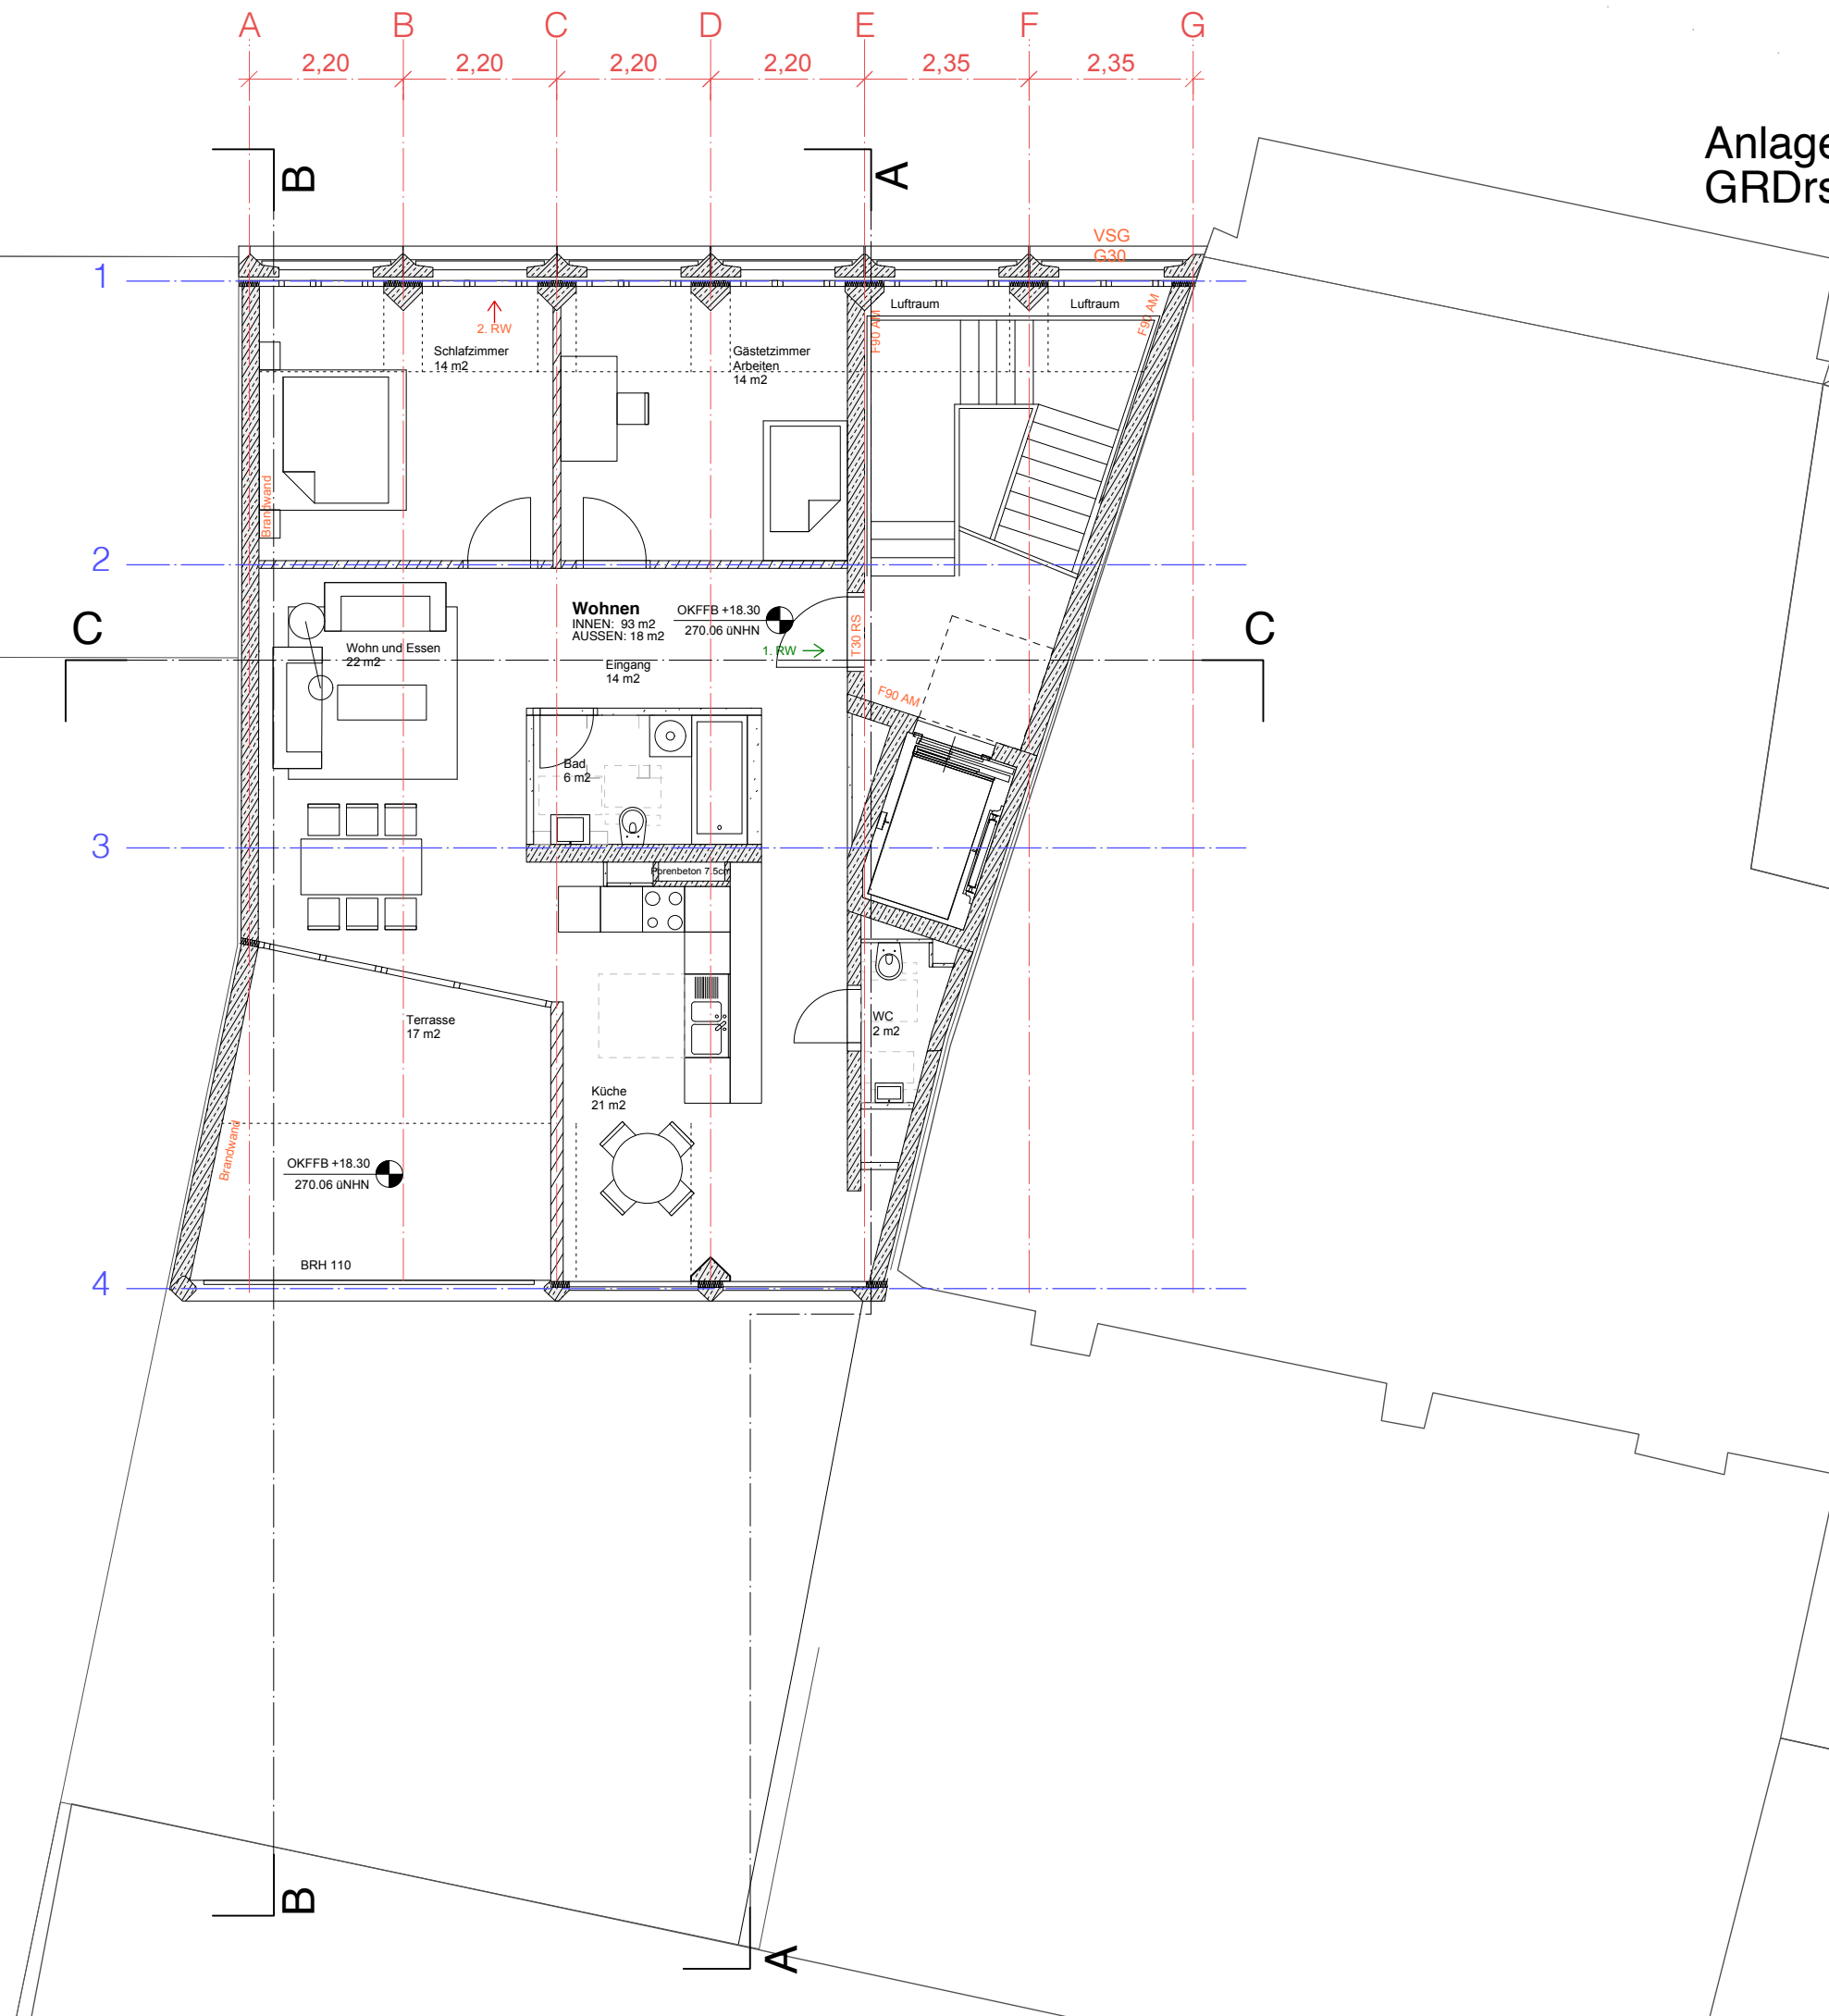 A B C D E F G
2,20 2,20 2,20 2,20 2,35 2,35
Anlage
GRDrs
B
A
VSG
G30
1
Luftraum
Luftraum
F90 AM
F90 AM
2. RW
Schlafzimmer
14 m2
Gästetzimmer
Arbeiten
14 m2
Brandwand
2
Wohnen
INNEN: 93 m2
AUSSEN: 18 m2
OKFFB +18.30
270.06 üNHN
C
C
1. RW
T30 RS
Wohn und Essen
22 m2
Eingang
14 m2
F90 AM
Bad
6 m2
3
Porenbeton 7.5cm
WC
2 m2
Terrasse
17 m2
Küche
21 m2
Brandwand
OKFFB +18.30
270.06 üNHN
BRH 110
4
B
A